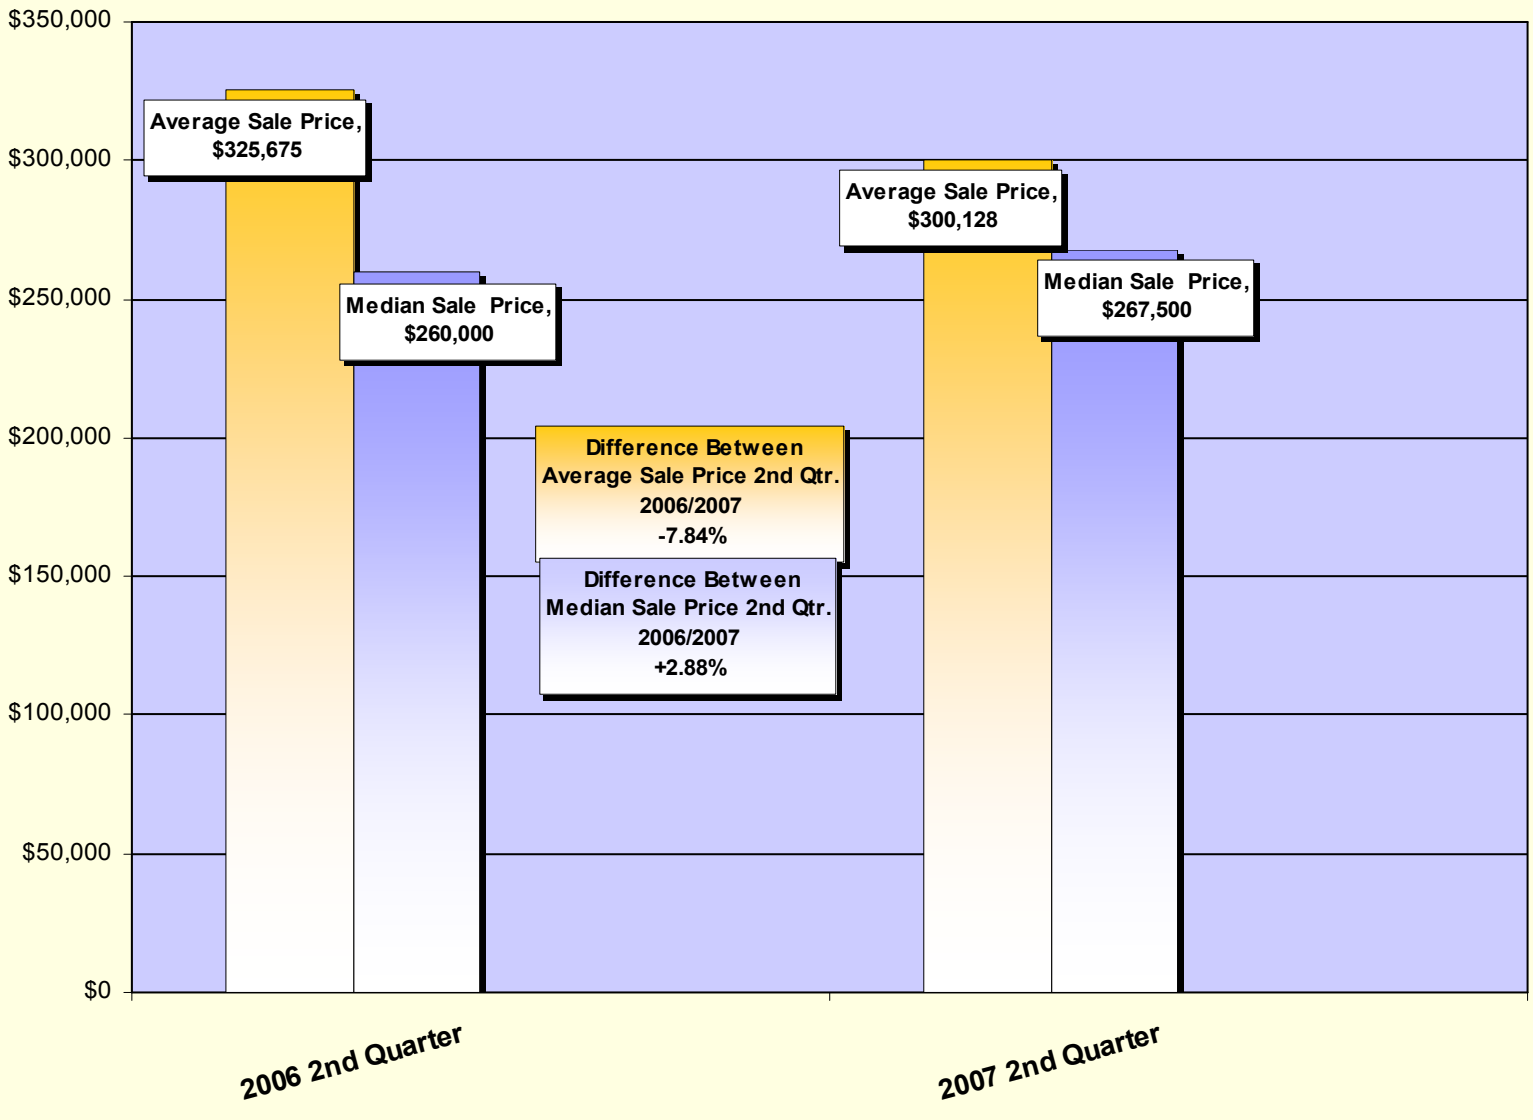 $350,000
$300,000
$250,000
$200,000
$150,000
$100,000
$50,000
$0
Average Sale Price,
$325,675
Median Sale Price,
$260,000
Difference Between
Average Sale Price 2nd Qtr.
2006/2007
-7.84%
Difference Between
Median Sale Price 2nd Qtr.
2006/2007
+2.88%
Average Sale Price,
$300,128
Median Sale Price,
$267,500
2006 2nd Quarter
2007 2nd Quarter